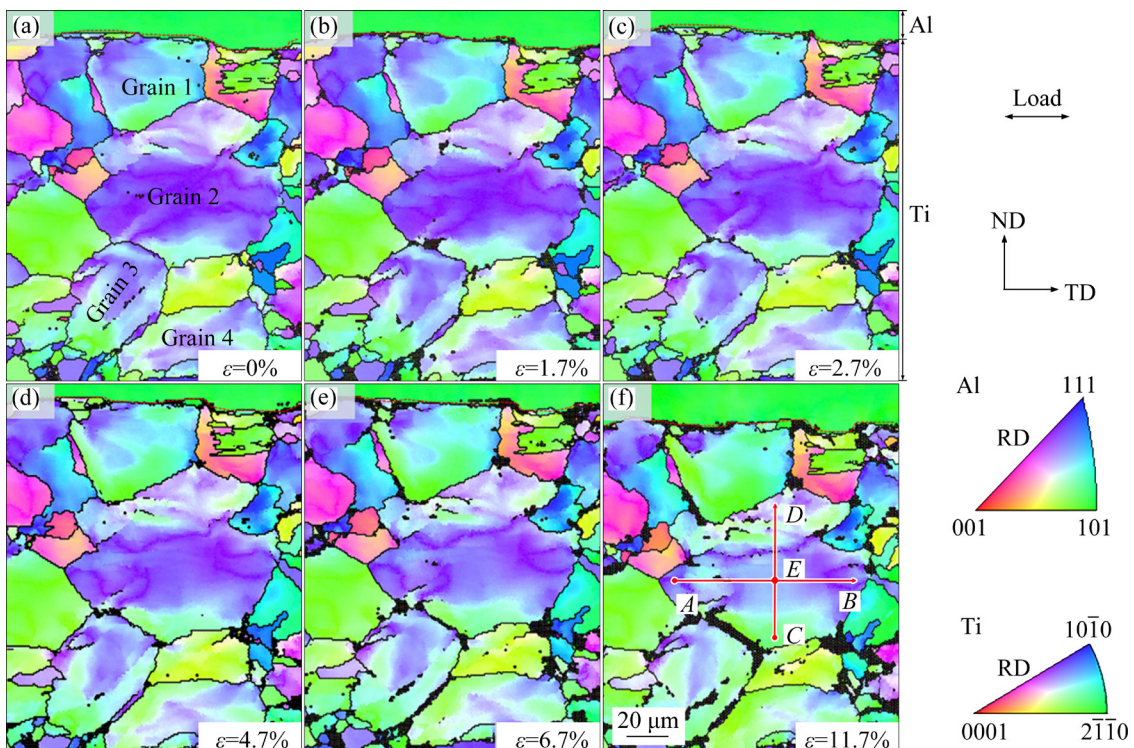 (a)
(b)
(c)
Al
Grain 1
Grain 2
Grain 3
Grain 4
ε=0%
ε=1.7%
ε=2.7%
Load
Ti
ND
TD
(d)
(e)
(f)
D
E
A
B
C
20 μm
ε=4.7%
ε=6.7%
ε=11.7%
Al
111
RD
001
101
Ti
101̄0
RD
0001
21̄1̄0